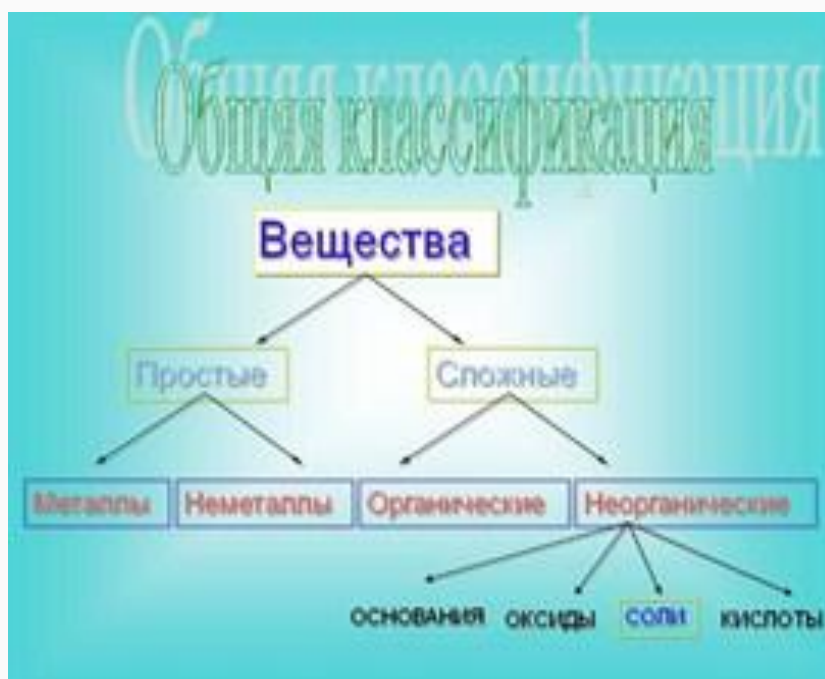 Общая классификация
Вещества
Простые Сложные
Металлы Неметаллы Органические Неорганические
ОСНОВАНИЯ ОКСИДЫ СОЛИ КИСЛОТЫ